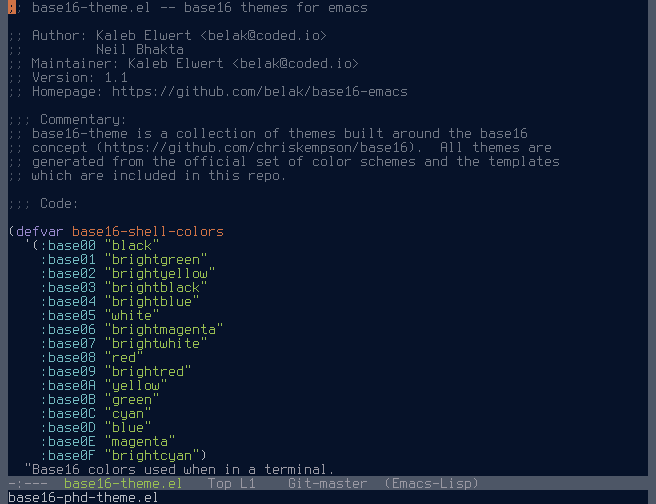 ;; base16-theme.el -- base16 themes for emacs
;; Author: Kaleb Elwert <belak@coded.io>
;;         Neil Bhakta
;; Maintainer: Kaleb Elwert <belak@coded.io>
;; Version: 1.1
;; Homepage: https://github.com/belak/base16-emacs
;;; Commentary:
;; base16-theme is a collection of themes built around the base16
;; concept (https://github.com/chriskempson/base16).  All themes are
;; generated from the official set of color schemes and the templates
;; which are included in this repo.
;;; Code:
(defvar base16-shell-colors
  '(:base00 "black"
    :base01 "brightgreen"
    :base02 "brightyellow"
    :base03 "brightblack"
    :base04 "brightblue"
    :base05 "white"
    :base06 "brightmagenta"
    :base07 "brightwhite"
    :base08 "red"
    :base09 "brightred"
    :base0A "yellow"
    :base0B "green"
    :base0C "cyan"
    :base0D "blue"
    :base0E "magenta"
    :base0F "brightcyan")
  "Base16 colors used when in a terminal.
-:---  base16-theme.el   Top L1    Git-master  (Emacs-Lisp)
base16-phd-theme.el